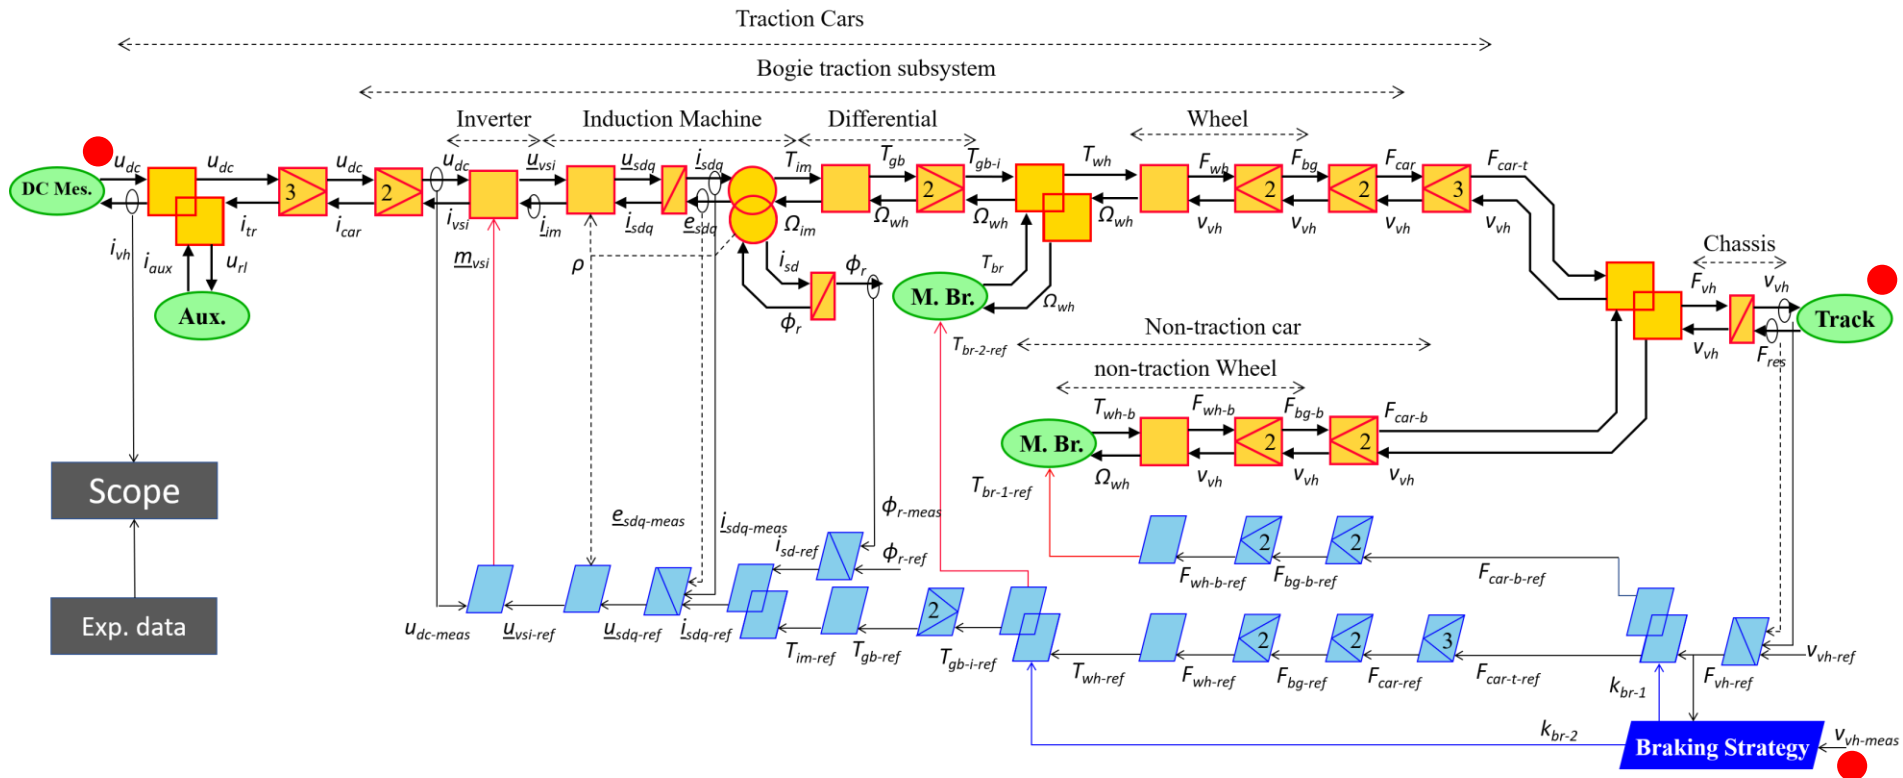 Traction Cars
Bogie traction subsystem
Inverter
Induction Machine
Differential
Wheel
u_dc
u_dc
u_dc
u_dc
u_vsi
u_sdq
i_sdq
T_im
T_gb
T_gb-i
T_wh
F_wh
F_bg
F_car
F_car-t
DC Mes.
3
2
2
2
2
3
i_vh
i_aux
u_rl
i_tr
i_car
i_vsi
i_im
i_sdq
e_sdq
Ω_im
Ω_wh
Ω_wh
Ω_wh
v_vh
v_vh
v_vh
v_vh
m_vsi
ρ
i_sd
ϕ_r
ϕ_r
T_br
Ω_wh
M. Br.
Aux.
Chassis
F_vh
v_vh
Track
v_vh
F_res
Non-traction car
T_br-2-ref
non-traction Wheel
T_wh-b
F_wh-b
F_bg-b
F_car-b
M. Br.
2
2
Ω_wh
v_vh
v_vh
v_vh
T_br-1-ref
Scope
Exp. data
e_sdq-meas
i_sdq-meas
ϕ_r-meas
i_sd-ref
ϕ_r-ref
2
2
F_wh-b-ref
F_bg-b-ref
F_car-b-ref
u_dc-meas
u_vsi-ref
u_sdq-ref
i_sdq-ref
T_im-ref
T_gb-ref
2
T_gb-i-ref
T_wh-ref
F_wh-ref
2
F_bg-ref
2
F_car-ref
3
F_car-t-ref
k_br-1
F_vh-ref
v_vh-ref
k_br-2
Braking Strategy
v_vh-meas